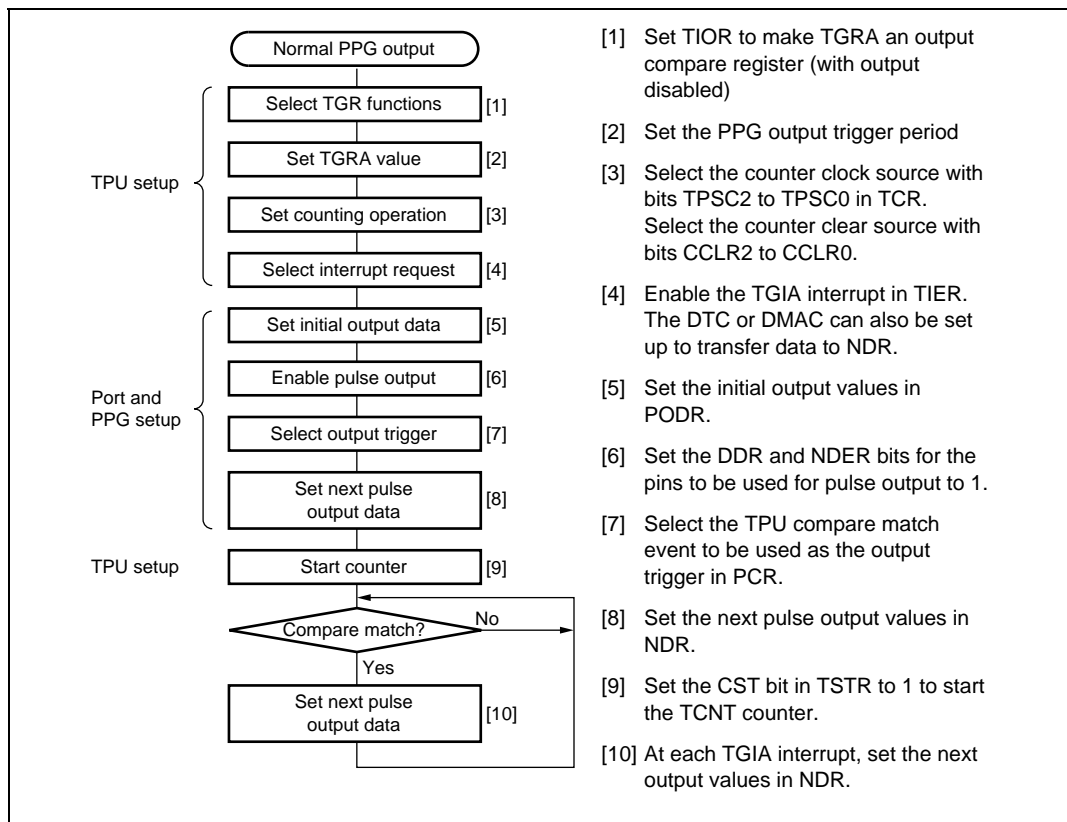 Normal PPG output
Select TGR functions [1]
Set TGRA value [2]
TPU setup
Set counting operation [3]
Select interrupt request [4]
Set initial output data [5]
Enable pulse output [6]
Port and
PPG setup
Select output trigger [7]
Set next pulse
output data
[8]
TPU setup
Start counter [9]
Compare match?
No
Yes
Set next pulse
output data
[10]
[1] Set TIOR to make TGRA an output
compare register (with output
disabled)
[2] Set the PPG output trigger period
[3] Select the counter clock source with
bits TPSC2 to TPSC0 in TCR.
Select the counter clear source with
bits CCLR2 to CCLR0.
[4] Enable the TGIA interrupt in TIER.
The DTC or DMAC can also be set
up to transfer data to NDR.
[5] Set the initial output values in
PODR.
[6] Set the DDR and NDER bits for the
pins to be used for pulse output to 1.
[7] Select the TPU compare match
event to be used as the output
trigger in PCR.
[8] Set the next pulse output values in
NDR.
[9] Set the CST bit in TSTR to 1 to start
the TCNT counter.
[10] At each TGIA interrupt, set the next
output values in NDR.